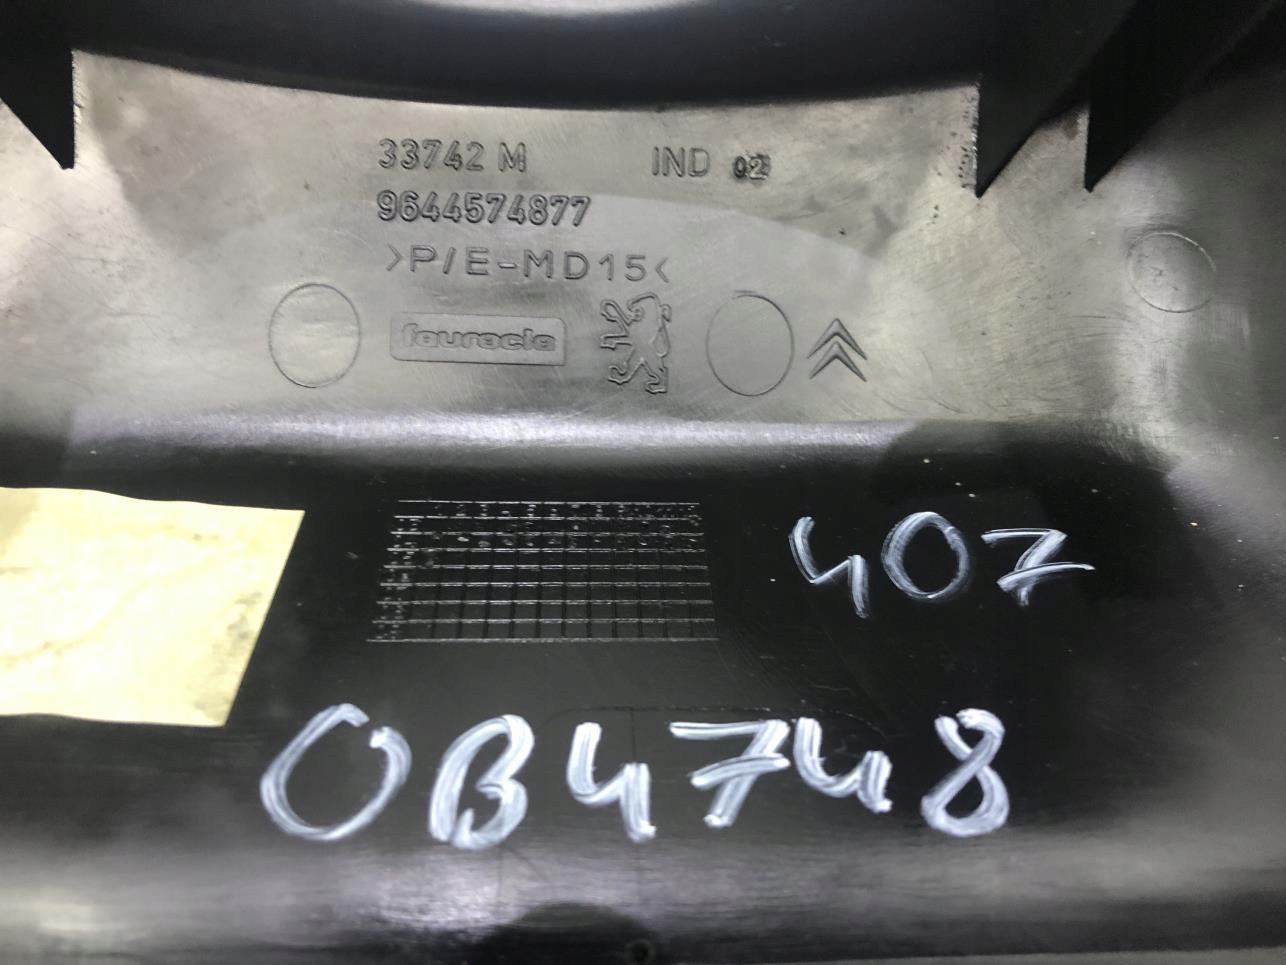 33742 M IND 02
9644574877
>P/E-MD15<
faurecia
407
OB4748